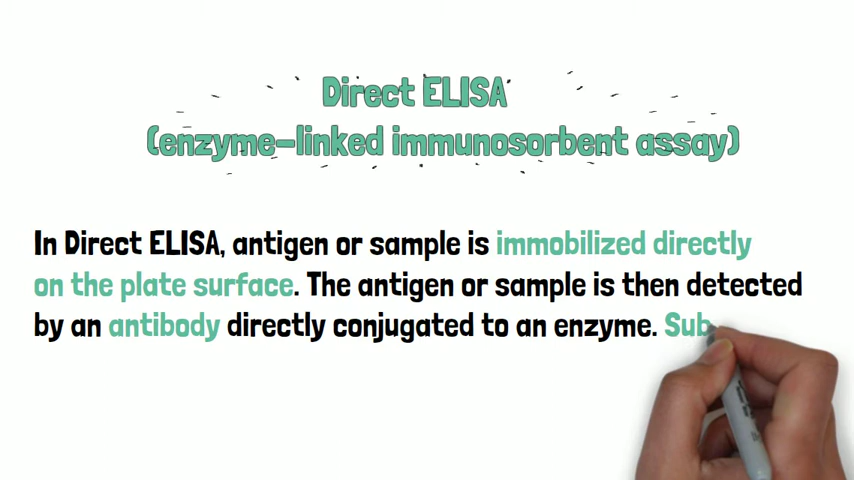 Direct ELISA
(enzyme-linked immunosorbent assay)
In Direct ELISA, antigen or sample is immobilized directly
on the plate surface. The antigen or sample is then detected
by an antibody directly conjugated to an enzyme. Sub